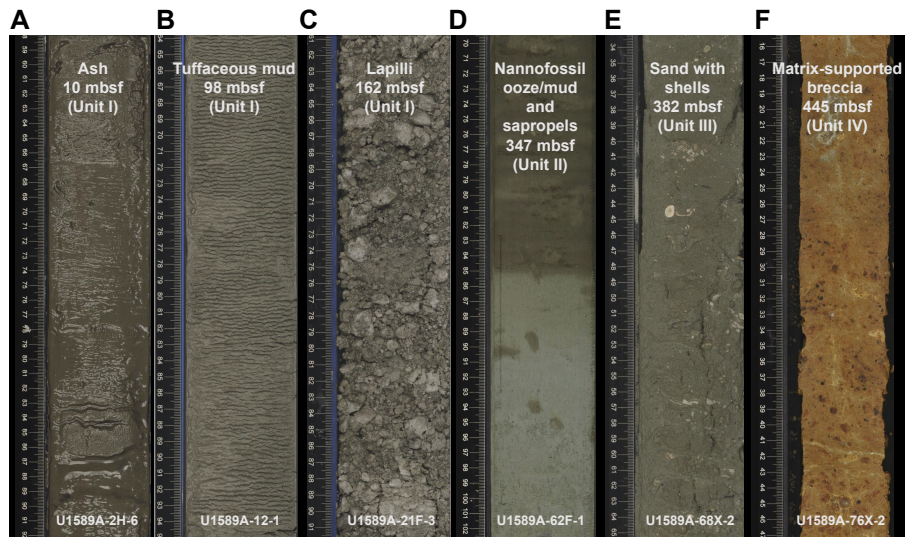 A
B
C
D
E
F
Ash
10 mbsf
(Unit I)
Tuffaceous mud
98 mbsf
(Unit I)
Lapilli
162 mbsf
(Unit I)
Nannofossil
ooze/mud
and
sapropels
347 mbsf
(Unit II)
Sand with
shells
382 mbsf
(Unit III)
Matrix-supported
breccia
445 mbsf
(Unit IV)
U1589A-2H-6
U1589A-12-1
U1589A-21F-3
U1589A-62F-1
U1589A-68X-2
U1589A-76X-2